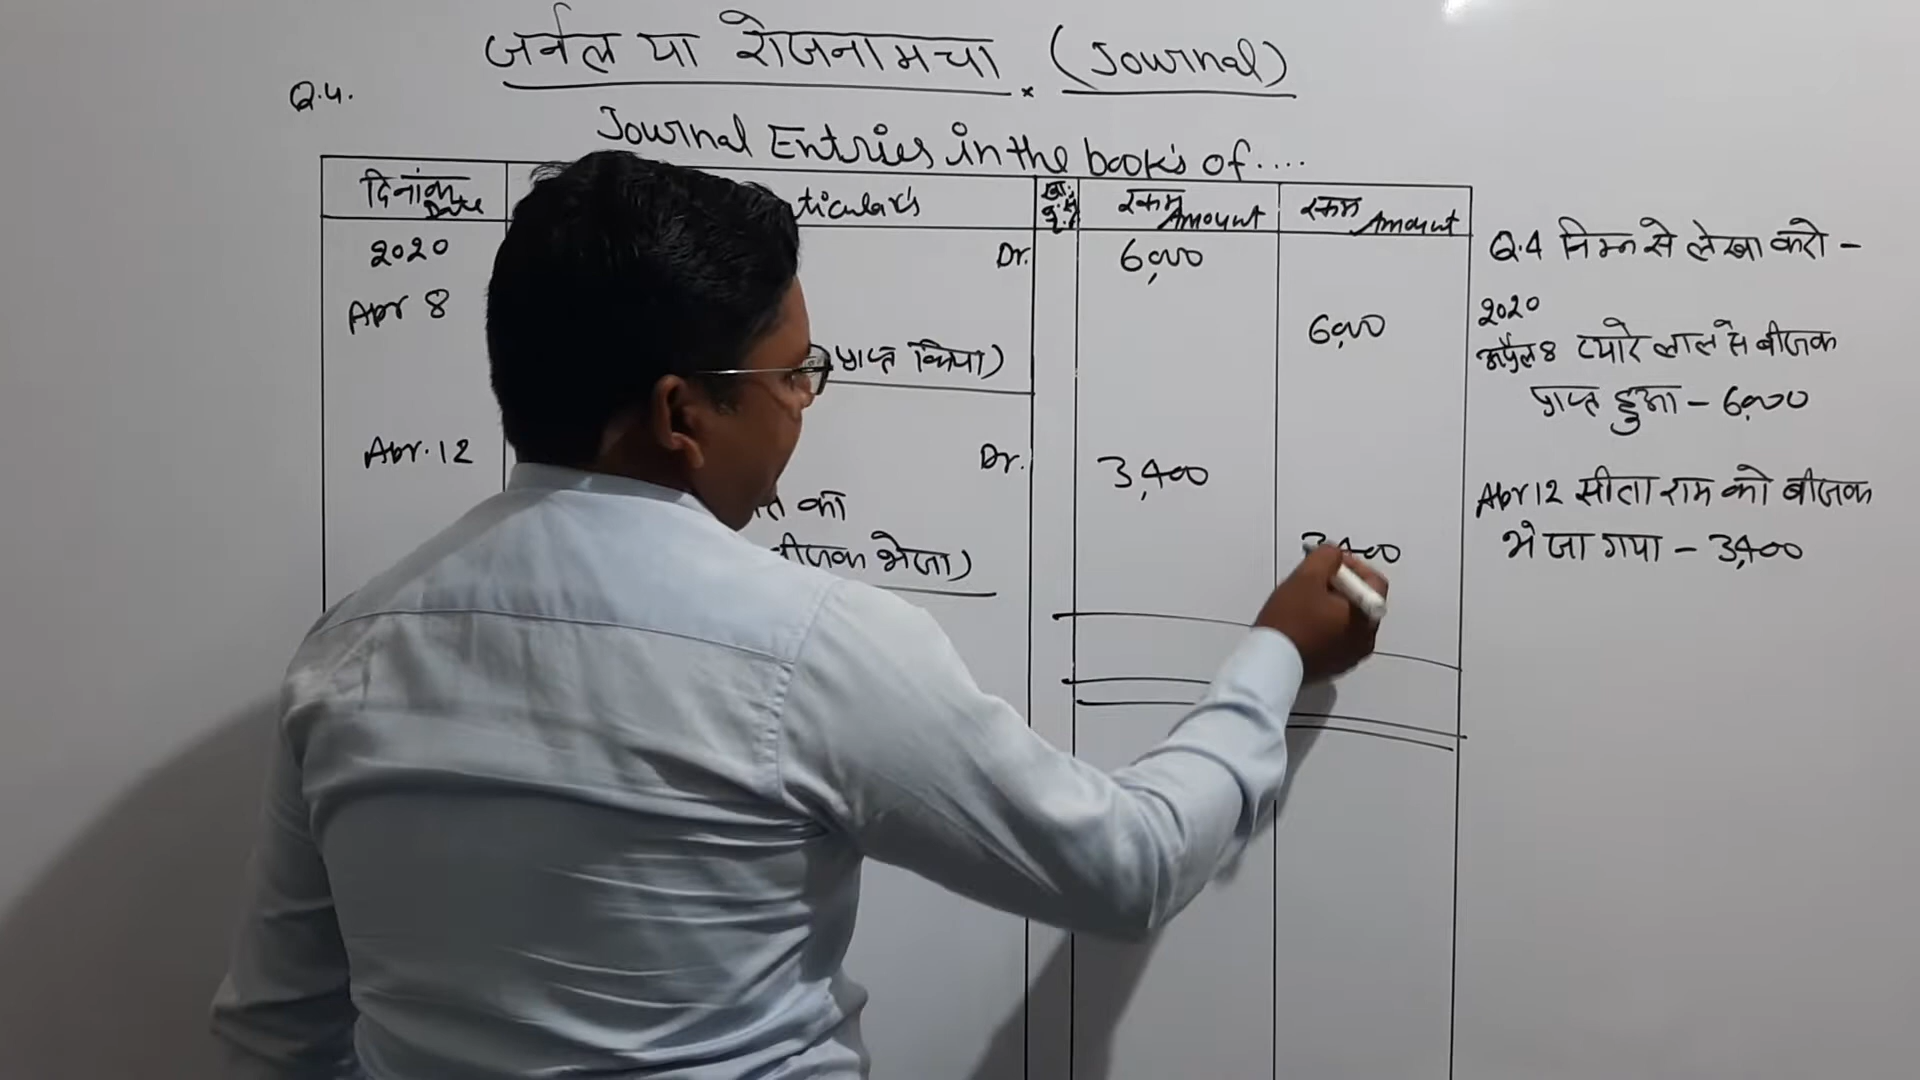 जर्नल या रोजनामचा (Journal)
Q.4.
Journal Entries in the book's of....
दिनांक Date
ticular's
रकम Amount
रकम Amount
2020
Dr.
6,000
Apr 8
6,000
प्राप्त किया)
Apr. 12
Dr.
3,400
को
बीजक भेजा)
Q.4 निम्न से लेखा करो -
2020
अप्रैल 8 प्यारे लाल से बीजक
प्राप्त हुआ - 6,000
Apr 12 सीता राम को बीजक
भेजा गया - 3,400